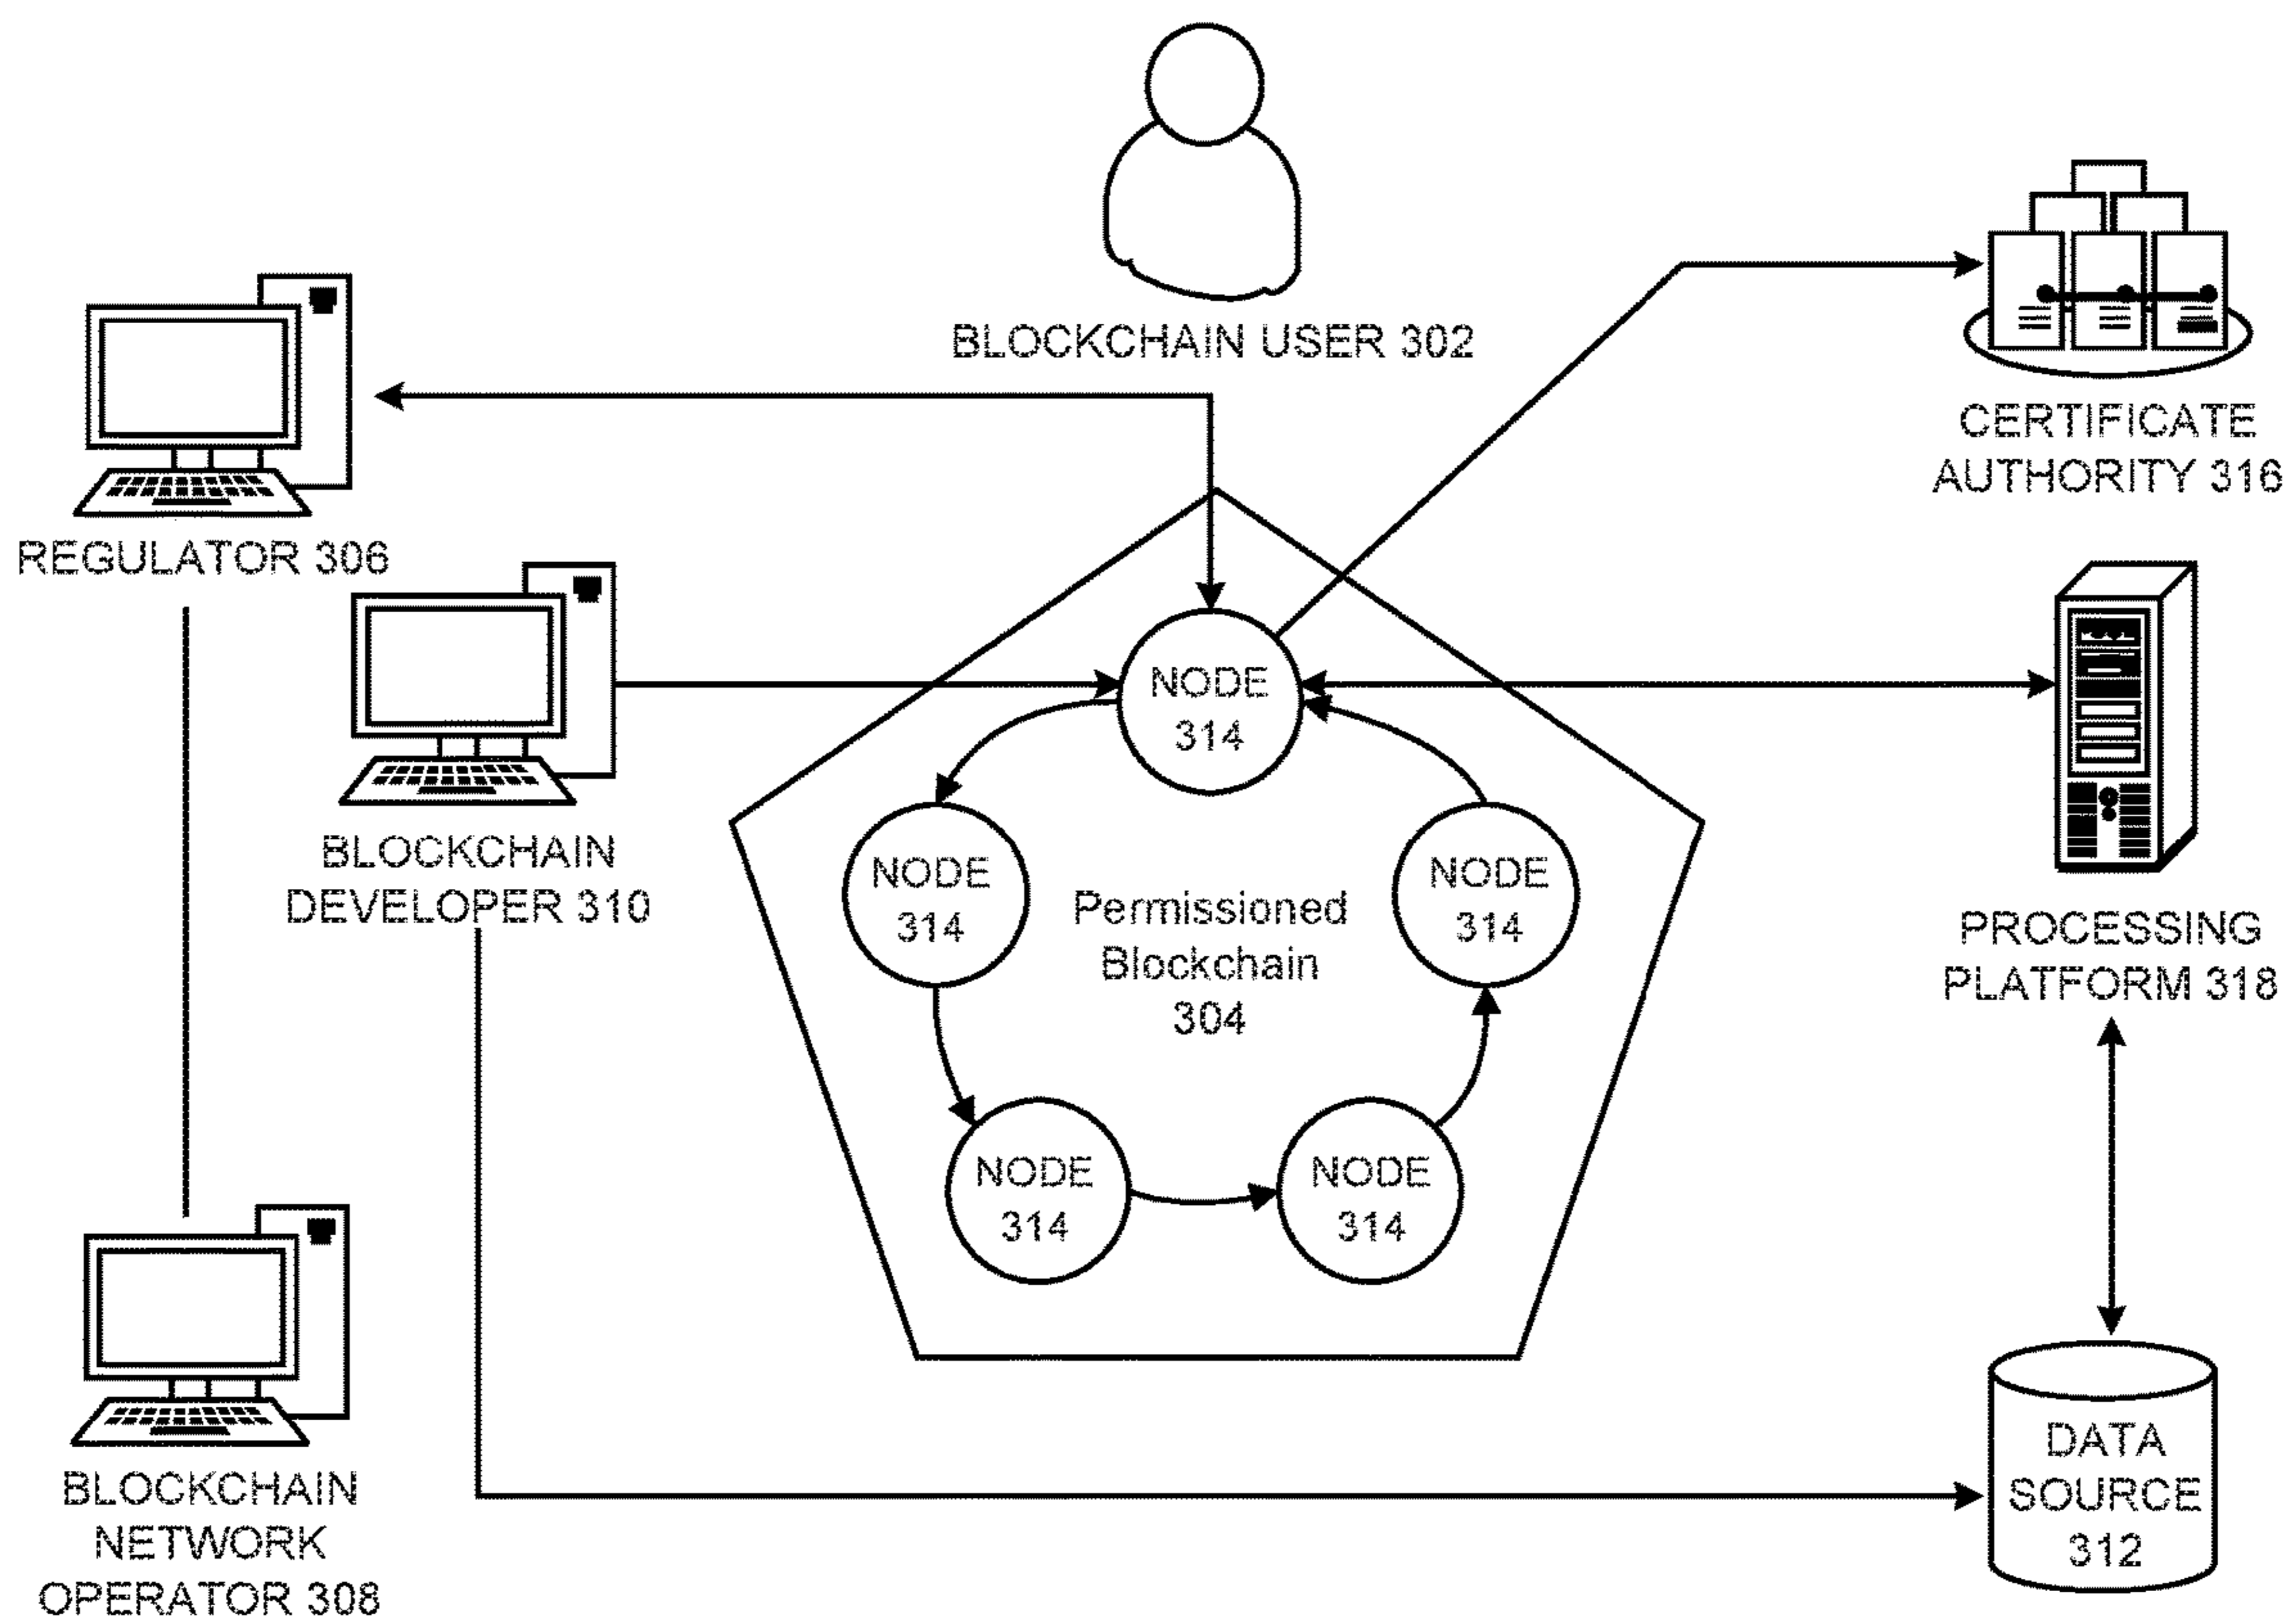 BLOCKCHAIN USER 302
CERTIFICATE
AUTHORITY 316
REGULATOR 306
BLOCKCHAIN
DEVELOPER 310
NODE
314
NODE
314
Permissioned
Blockchain
304
NODE
314
PROCESSING
PLATFORM 318
NODE
314
NODE
314
BLOCKCHAIN
NETWORK
OPERATOR 308
DATA
SOURCE
312